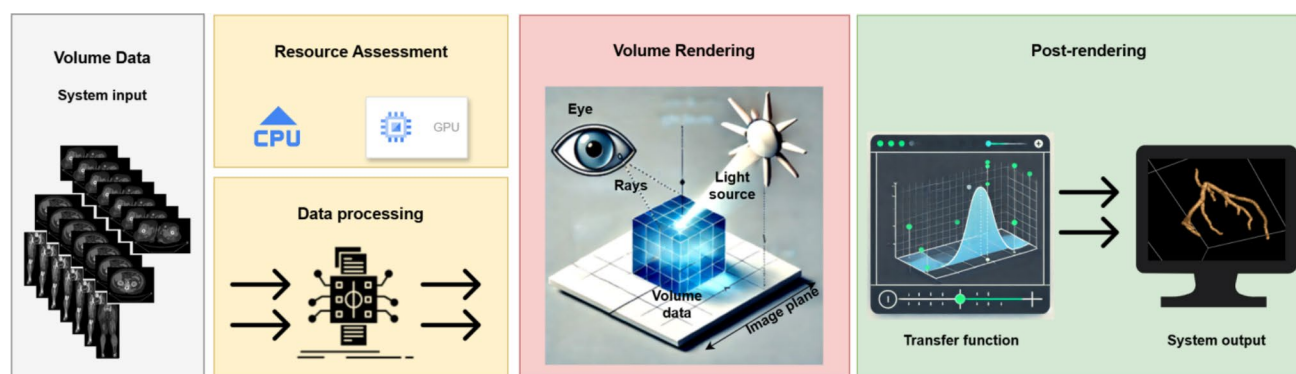 Volume Data
System input
Resource Assessment
CPU
GPU
Data processing
Volume Rendering
Eye
Rays
Light
source
Volume
data
Image plane
Post-rendering
Transfer function
System output